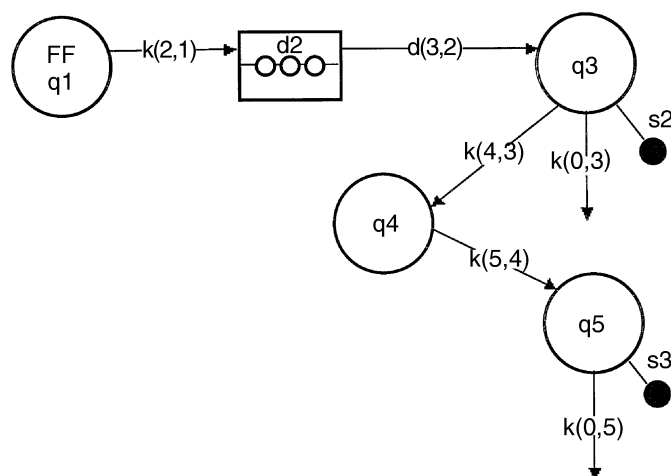 FF
q1
k(2,1)
d2
d(3,2)
q3
s2
k(4,3)
k(0,3)
q4
k(5,4)
q5
s3
k(0,5)